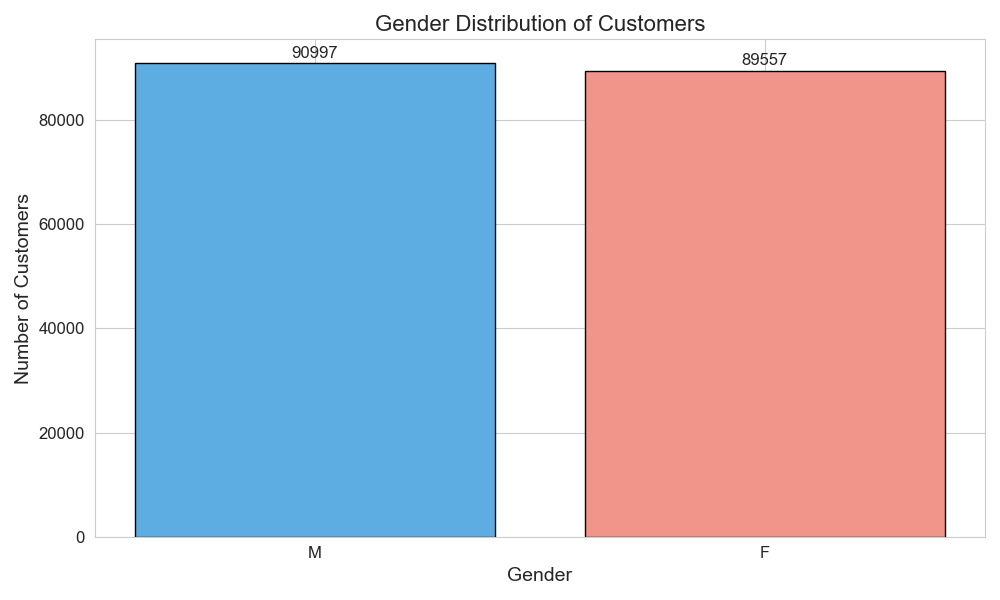 Gender Distribution of Customers
90997
89557
80000
60000
40000
20000
0
Number of Customers
M
F
Gender